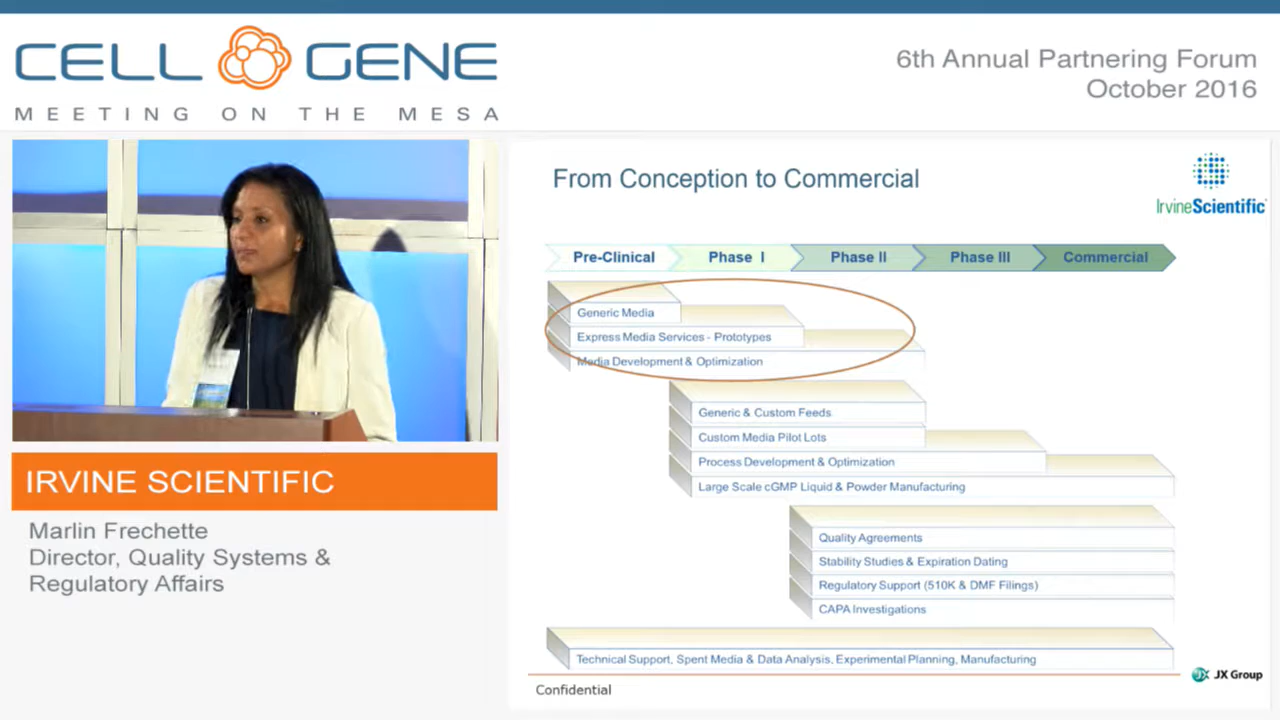 CELL GENE
MEETING ON THE MESA
6th Annual Partnering Forum
October 2016
IRVINE SCIENTIFIC
Marlin Frechette
Director, Quality Systems &
Regulatory Affairs
From Conception to Commercial
IrvineScientific
Pre-Clinical Phase I Phase II Phase III Commercial
Generic Media
Express Media Services - Prototypes
Media Development & Optimization
Generic & Custom Feeds
Custom Media Pilot Lots
Process Development & Optimization
Large Scale cGMP Liquid & Powder Manufacturing
Quality Agreements
Stability Studies & Expiration Dating
Regulatory Support (510K & DMF Filings)
CAPA Investigations
Technical Support, Spent Media & Data Analysis, Experimental Planning, Manufacturing
Confidential
JX JX Group